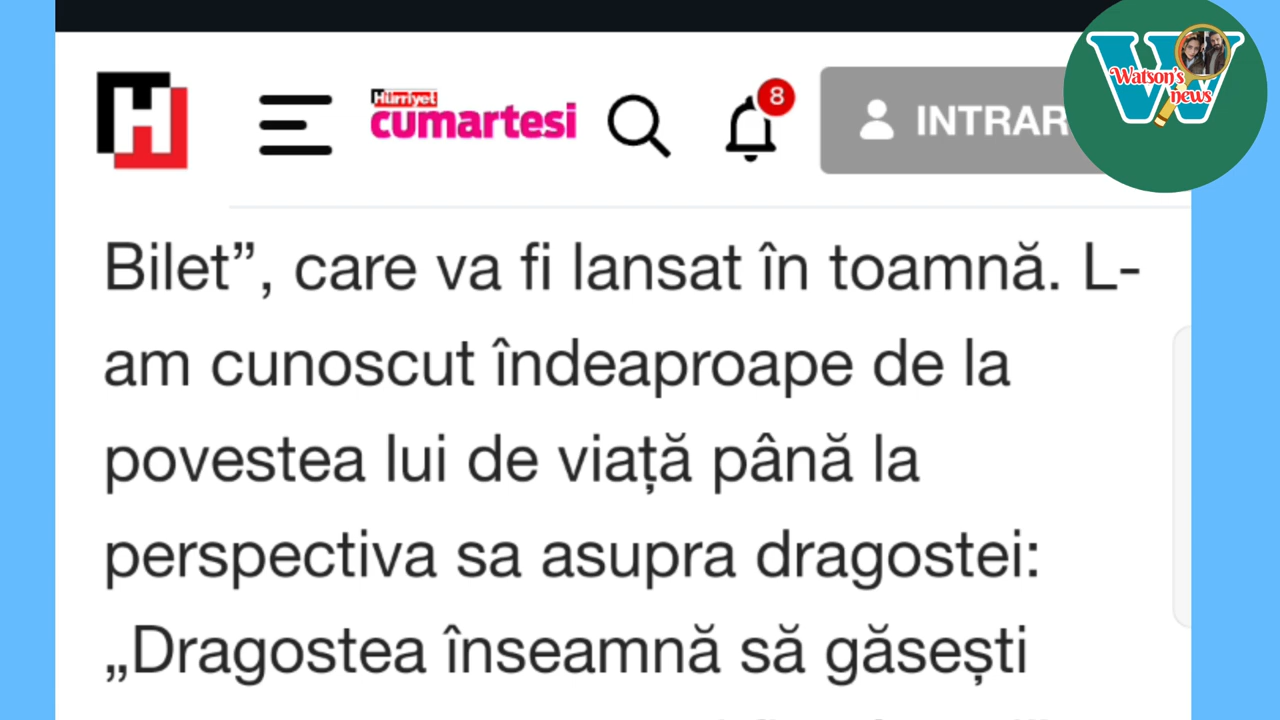 H
Hürriyet
cumartesi
8
INTRAR
W
Watson's
news
Bilet”, care va fi lansat în toamnă. L-
am cunoscut îndeaproape de la
povestea lui de viață până la
perspectiva sa asupra dragostei:
„Dragostea înseamnă să găsești